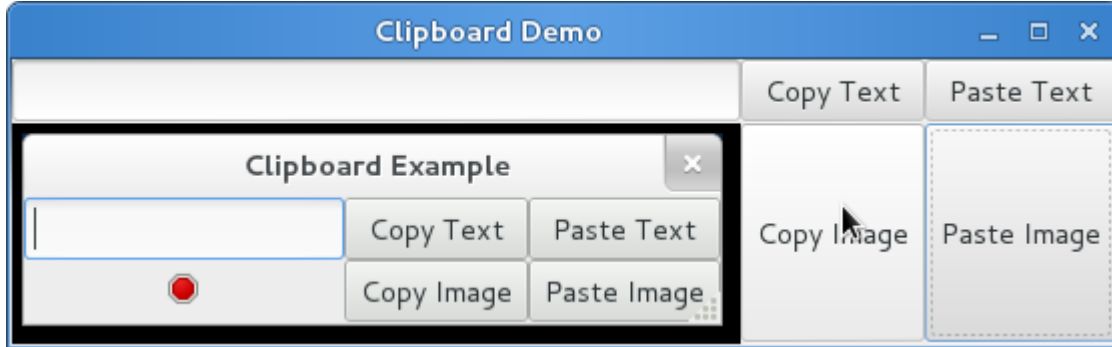 Clipboard Demo
Copy Text Paste Text
Clipboard Example
Copy Text Paste Text
Copy Image Paste Image
Copy Image Paste Image